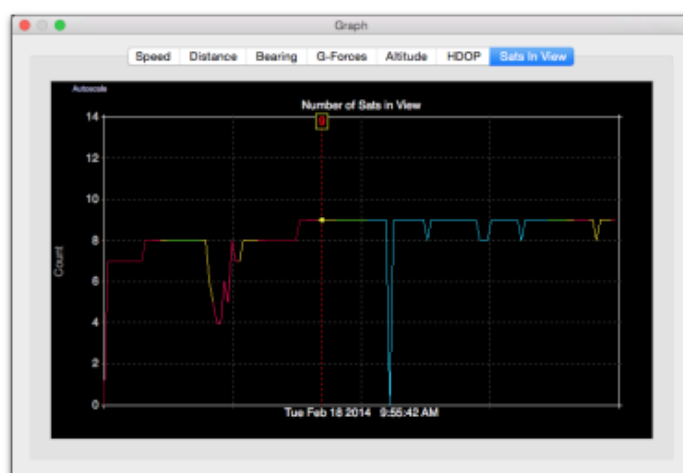 Graph
Speed Distance Bearing G-Forces Altitude HDOP Sats In View
Autoscale
Number of Sats in View
9
14
12
10
8
6
4
2
0
Count
Tue Feb 18 2014 9:55:42 AM